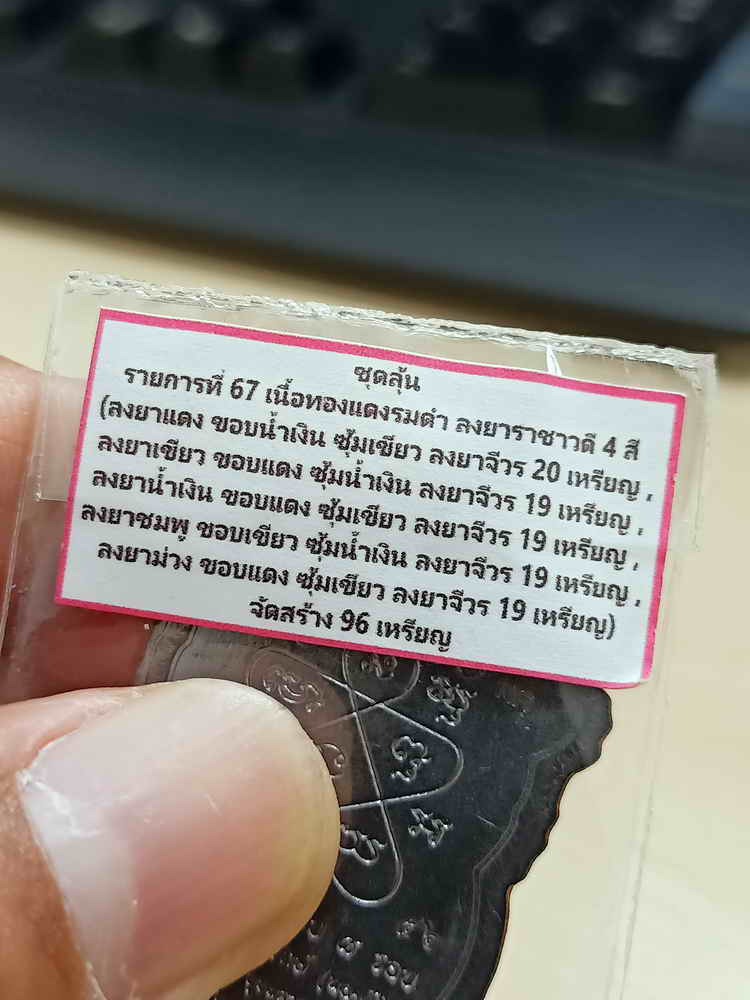 ชุดลุ้น
รายการที่ 67 เนื้อทองแดงรมดำ ลงยาราชาวดี 4 สี
(ลงยาแดง ขอบน้ำเงิน ซุ้มเขียว ลงยาจีวร 20 เหรียญ ,
ลงยาเขียว ขอบแดง ซุ้มน้ำเงิน ลงยาจีวร 19 เหรียญ ,
ลงยาน้ำเงิน ขอบแดง ซุ้มเขียว ลงยาจีวร 19 เหรียญ ,
ลงยาชมพู ขอบเขียว ซุ้มน้ำเงิน ลงยาจีวร 19 เหรียญ ,
ลงยาม่วง ขอบแดง ซุ้มเขียว ลงยาจีวร 19 เหรียญ)
จัดสร้าง 96 เหรียญ